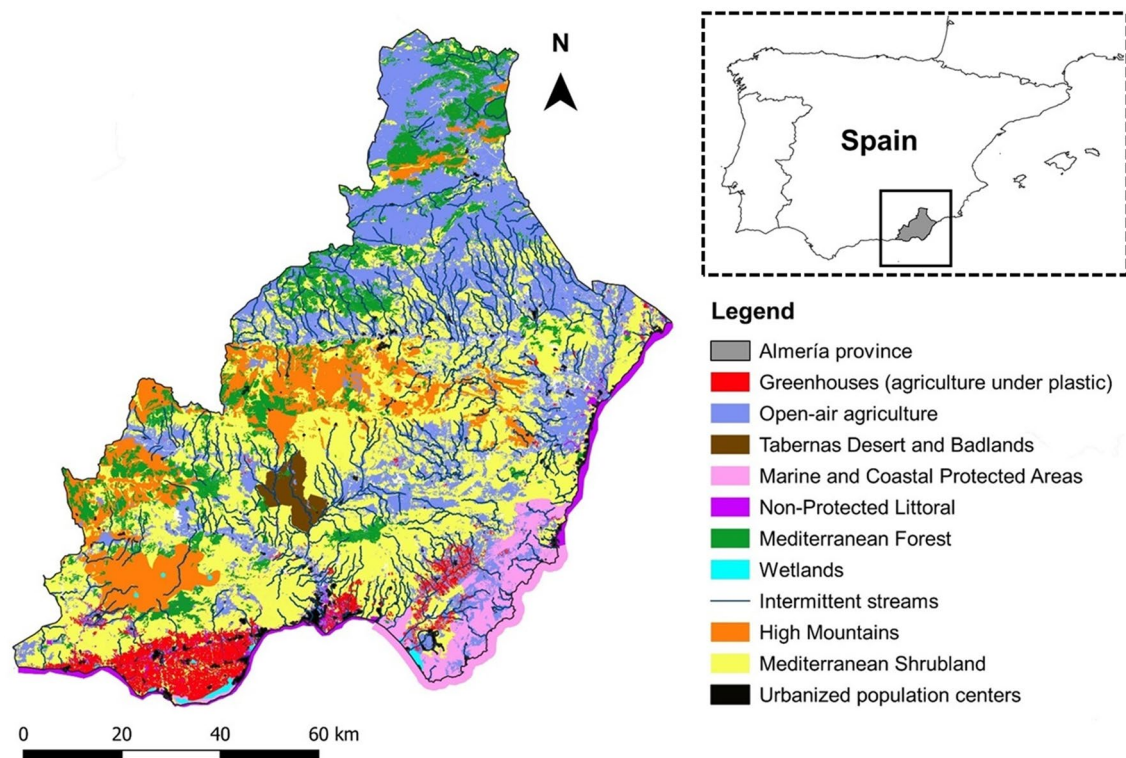 N
Spain
Legend
Almería province
Greenhouses (agriculture under plastic)
Open-air agriculture
Tabernas Desert and Badlands
Marine and Coastal Protected Areas
Non-Protected Littoral
Mediterranean Forest
Wetlands
Intermittent streams
High Mountains
Mediterranean Shrubland
Urbanized population centers
0 20 40 60 km